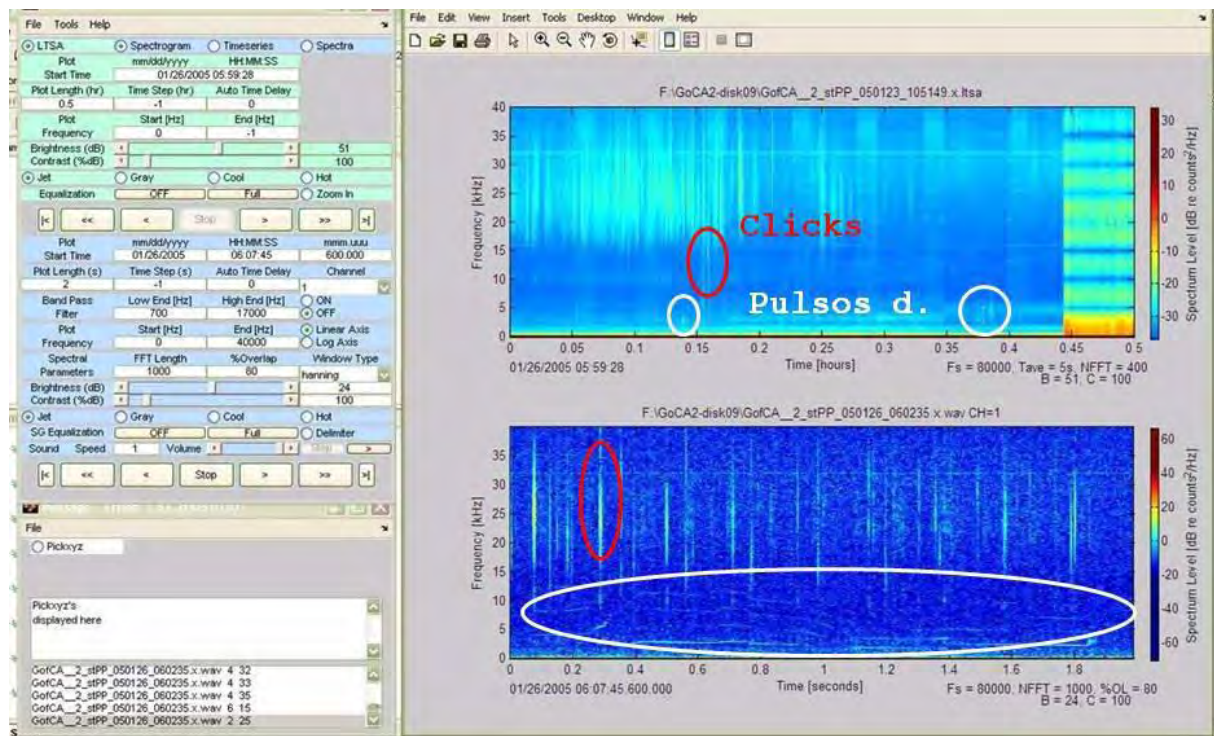 File Tools Help
LTSA Spectrogram Timeseries Spectra
Plot mm/dd/yyyy HH:MM:SS
Start Time 01/26/2005 05:59:28
Plot Length (hr) Time Step (hr) Auto Time Delay
0.5 -1 0
Plot Start [Hz] End [Hz]
Frequency 0 -1
Brightness (dB) 51
Contrast (%dB) 100
Jet Gray Cool Hot
Equalization OFF Full Zoom In
|< << < Stop > >> >|
Plot mm/dd/yyyy HH:MM:SS mmm.uuu
Start Time 01/26/2005 06:07:45 600.000
Plot Length (s) Time Step (s) Auto Time Delay Channel
2 -1 0 1
Band Pass Low End [Hz] High End [Hz] ON
Filter 700 17000 OFF
Plot Start [Hz] End [Hz] Linear Axis
Frequency 0 40000 Log Axis
Spectral FFT Length %Overlap Window Type
Parameters 1000 80 hanning
Brightness (dB) 24
Contrast (%dB) 100
Jet Gray Cool Hot
SG Equalization OFF Full Delimiter
Sound Speed 1 Volume >
|< << < Stop > >> >|
File
Pickxyz
Pickxyz's
displayed here
GofCA__2_stPP_050126_060235.x.wav 4 32
GofCA__2_stPP_050126_060235.x.wav 4 33
GofCA__2_stPP_050126_060235.x.wav 4 35
GofCA__2_stPP_050126_060235.x.wav 6 15
GofCA__2_stPP_050126_060235.x.wav 2 25
File Edit View Insert Tools Desktop Window Help
F:\GoCA2-disk09\GofCA__2_stPP_050123_105149.x.ltsa
40
35
30
25
20
15
10
5
0
Frequency [kHz]
Clicks
Pulsos d.
0 0.05 0.1 0.15 0.2 0.25 0.3 0.35 0.4 0.45 0.5
01/26/2005 05:59:28 Time [hours] Fs = 80000, Tave = 5s, NFFT = 400
B = 51, C = 100
30
20
10
0
-10
-20
-30
Spectrum Level [dB re counts²/Hz]
F:\GoCA2-disk09\GofCA__2_stPP_050126_060235.x.wav CH=1
35
30
25
20
15
10
5
0
Frequency [kHz]
0 0.2 0.4 0.6 0.8 1 1.2 1.4 1.6 1.8
01/26/2005 06:07:45.600.000 Time [seconds] Fs = 80000, NFFT = 1000, %OL = 80
B = 24, C = 100
60
40
20
0
-20
-40
-60
Spectrum Level [dB re counts²/Hz]